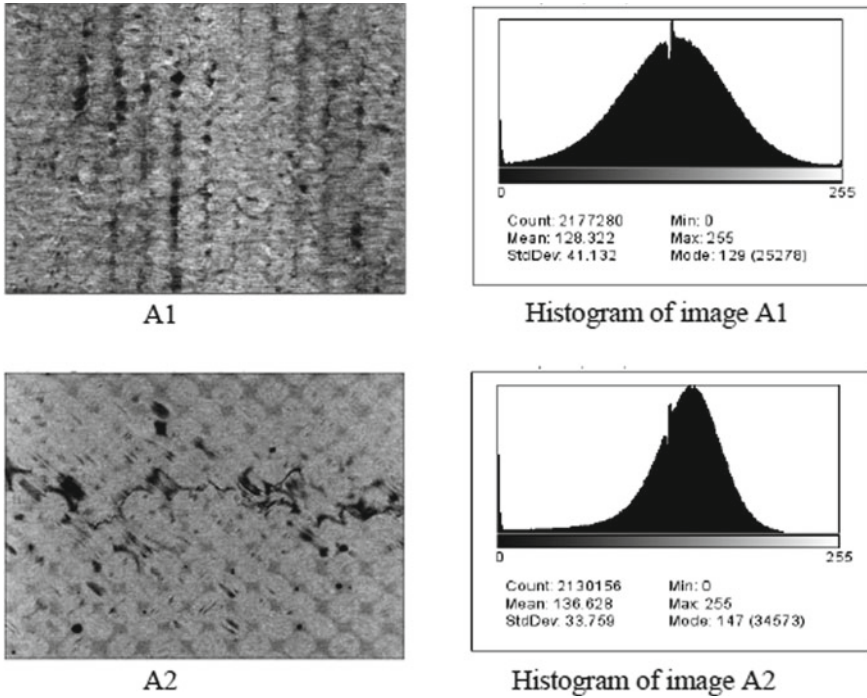 0 255
Count: 2177280 Min: 0
Mean: 128.322 Max: 255
StdDev: 41.132 Mode: 129 (25278)
A1 Histogram of image A1
0 255
Count: 2130156 Min: 0
Mean: 136.628 Max: 255
StdDev: 33.759 Mode: 147 (34573)
A2 Histogram of image A2